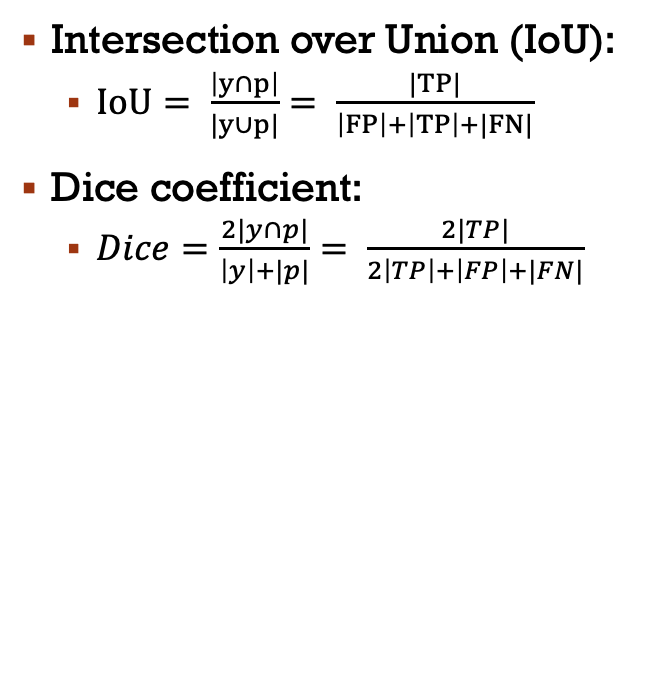 ▪ Intersection over Union (IoU):
▪ IoU = |y∩p| / |y∪p| = |TP| / |FP|+|TP|+|FN|
▪ Dice coefficient:
▪ Dice = 2|y∩p| / |y|+|p| = 2|TP| / 2|TP|+|FP|+|FN|